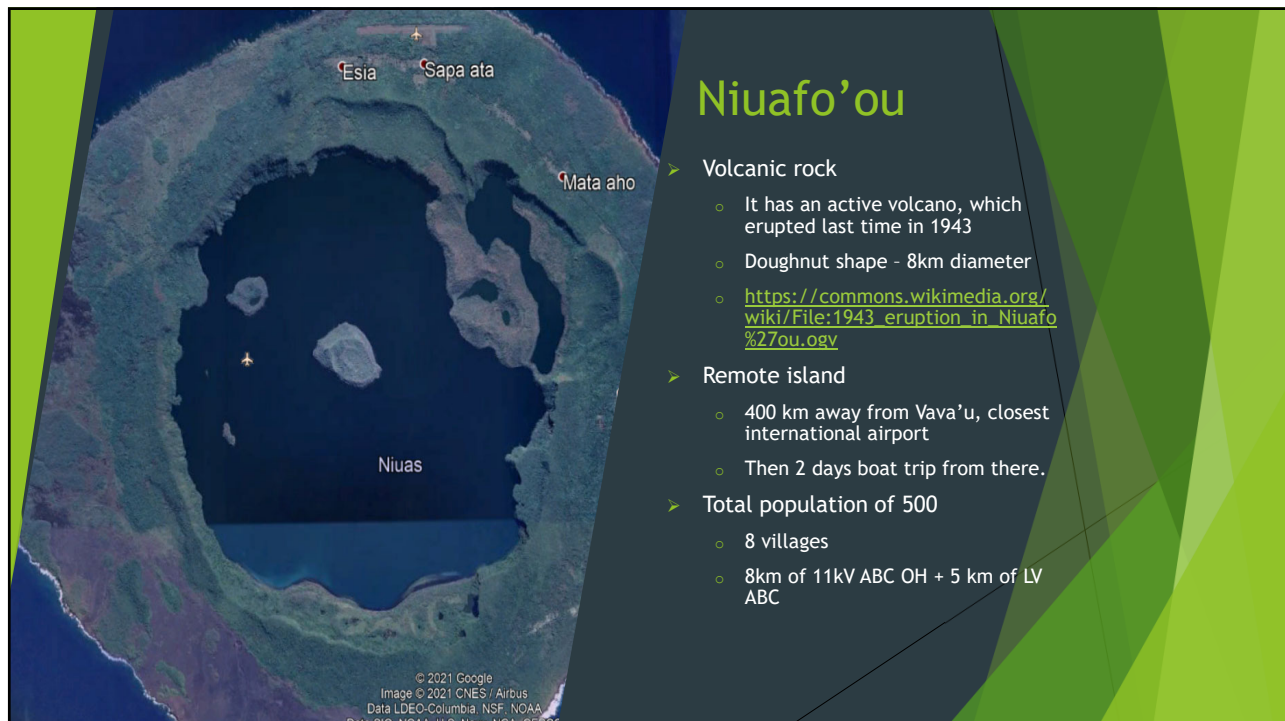 Esia
Sapa ata
Mata aho
Niuas
© 2021 Google
Image © 2021 CNES / Airbus
Data LDEO-Columbia, NSF, NOAA
Niuafo’ou
Volcanic rock
It has an active volcano, which
erupted last time in 1943
Doughnut shape – 8km diameter
https://commons.wikimedia.org/
wiki/File:1943_eruption_in_Niuafo
%27ou.ogv
Remote island
400 km away from Vava’u, closest
international airport
Then 2 days boat trip from there.
Total population of 500
8 villages
8km of 11kV ABC OH + 5 km of LV
ABC